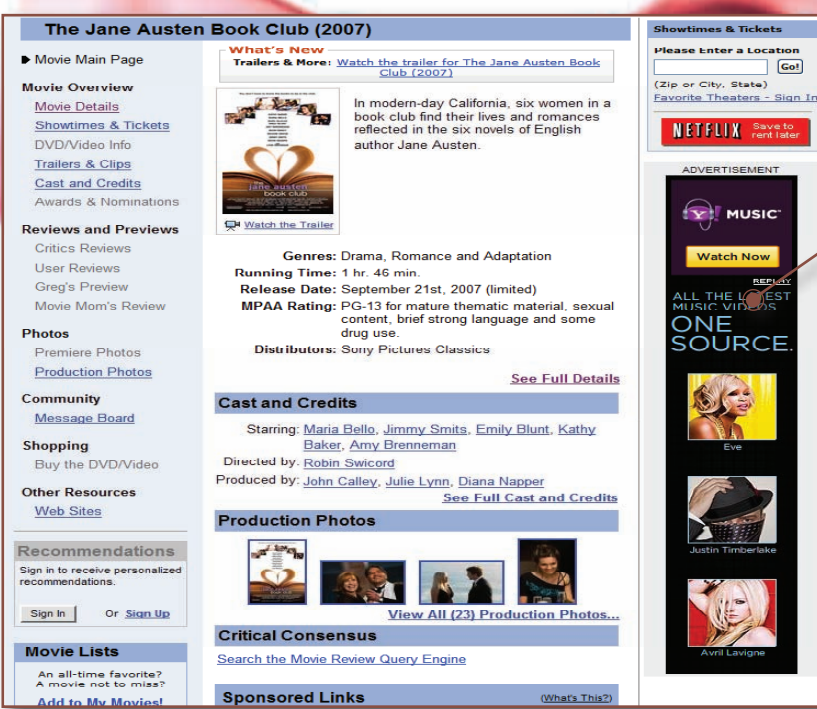 The Jane Austen Book Club (2007)
Movie Main Page
Movie Overview
Movie Details
Showtimes & Tickets
DVD/Video Info
Trailers & Clips
Cast and Credits
Awards & Nominations
Reviews and Previews
Critics Reviews
User Reviews
Greg's Preview
Movie Mom's Review
Photos
Premiere Photos
Production Photos
Community
Message Board
Shopping
Buy the DVD/Video
Other Resources
Web Sites
Recommendations
Sign in to receive personalized
recommendations.
Sign In Or Sign Up
Movie Lists
An all-time favorite?
A movie not to miss?
Add to My Movies!
What's New
Trailers & More: Watch the trailer for The Jane Austen Book
Club (2007)
jane austen
book club
Watch the Trailer
In modern-day California, six women in a
book club find their lives and romances
reflected in the six novels of English
author Jane Austen.
Genres: Drama, Romance and Adaptation
Running Time: 1 hr. 46 min.
Release Date: September 21st, 2007 (limited)
MPAA Rating: PG-13 for mature thematic material, sexual
content, brief strong language and some
drug use.
Distributors: Sony Pictures Classics
See Full Details
Cast and Credits
Starring: Maria Bello, Jimmy Smits, Emily Blunt, Kathy
Baker, Amy Brenneman
Directed by: Robin Swicord
Produced by: John Calley, Julie Lynn, Diana Napper
See Full Cast and Credits
Production Photos
View All (23) Production Photos...
Critical Consensus
Search the Movie Review Query Engine
Sponsored Links (What's This?)
Showtimes & Tickets
Please Enter a Location
Go!
(Zip or City, State)
Favorite Theaters - Sign In
NETFLIX Save to
rent later
ADVERTISEMENT
Y! MUSIC
Watch Now
REPLAY
ALL THE LATEST
MUSIC VIDEOS
ONE
SOURCE.
Eve
Justin Timberlake
Avril Lavigne